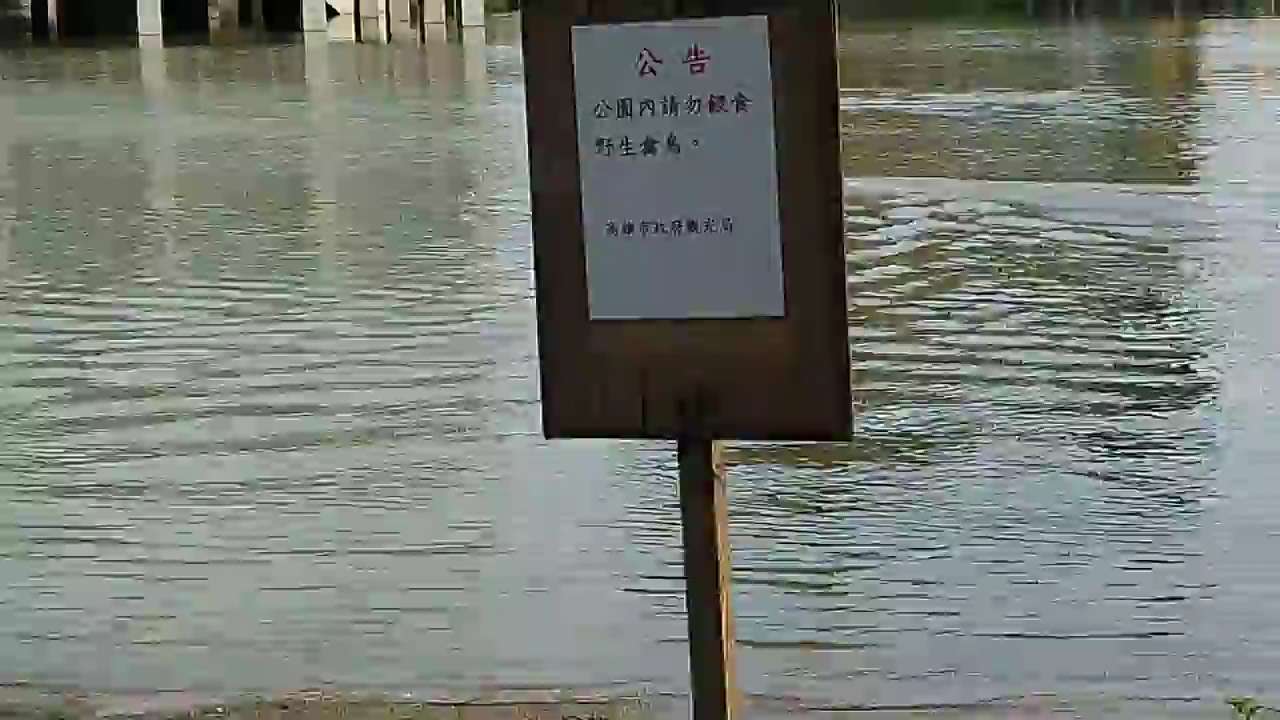 公告
公園內請勿餵食
野生禽鳥。
高雄市政府觀光局